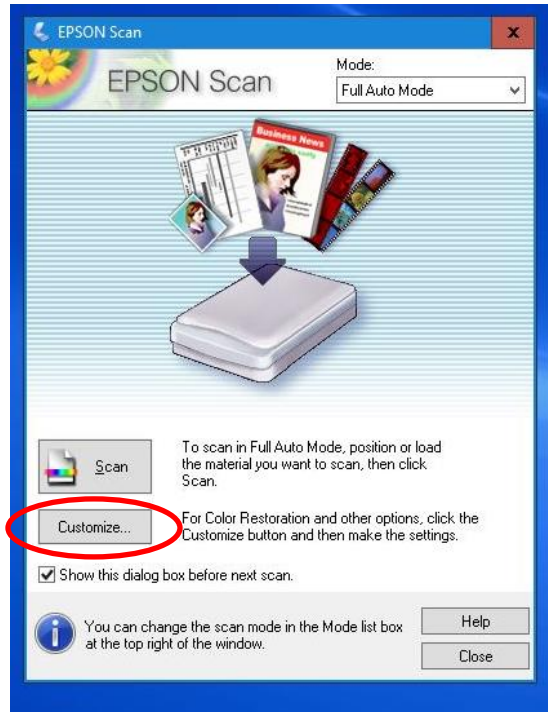 EPSON Scan
EPSON Scan
Mode:
Full Auto Mode
Business News
Scan
To scan in Full Auto Mode, position or load
the material you want to scan, then click
Scan.
Customize...
For Color Restoration and other options, click the
Customize button and then make the settings.
Show this dialog box before next scan.
You can change the scan mode in the Mode list box
at the top right of the window.
Help
Close